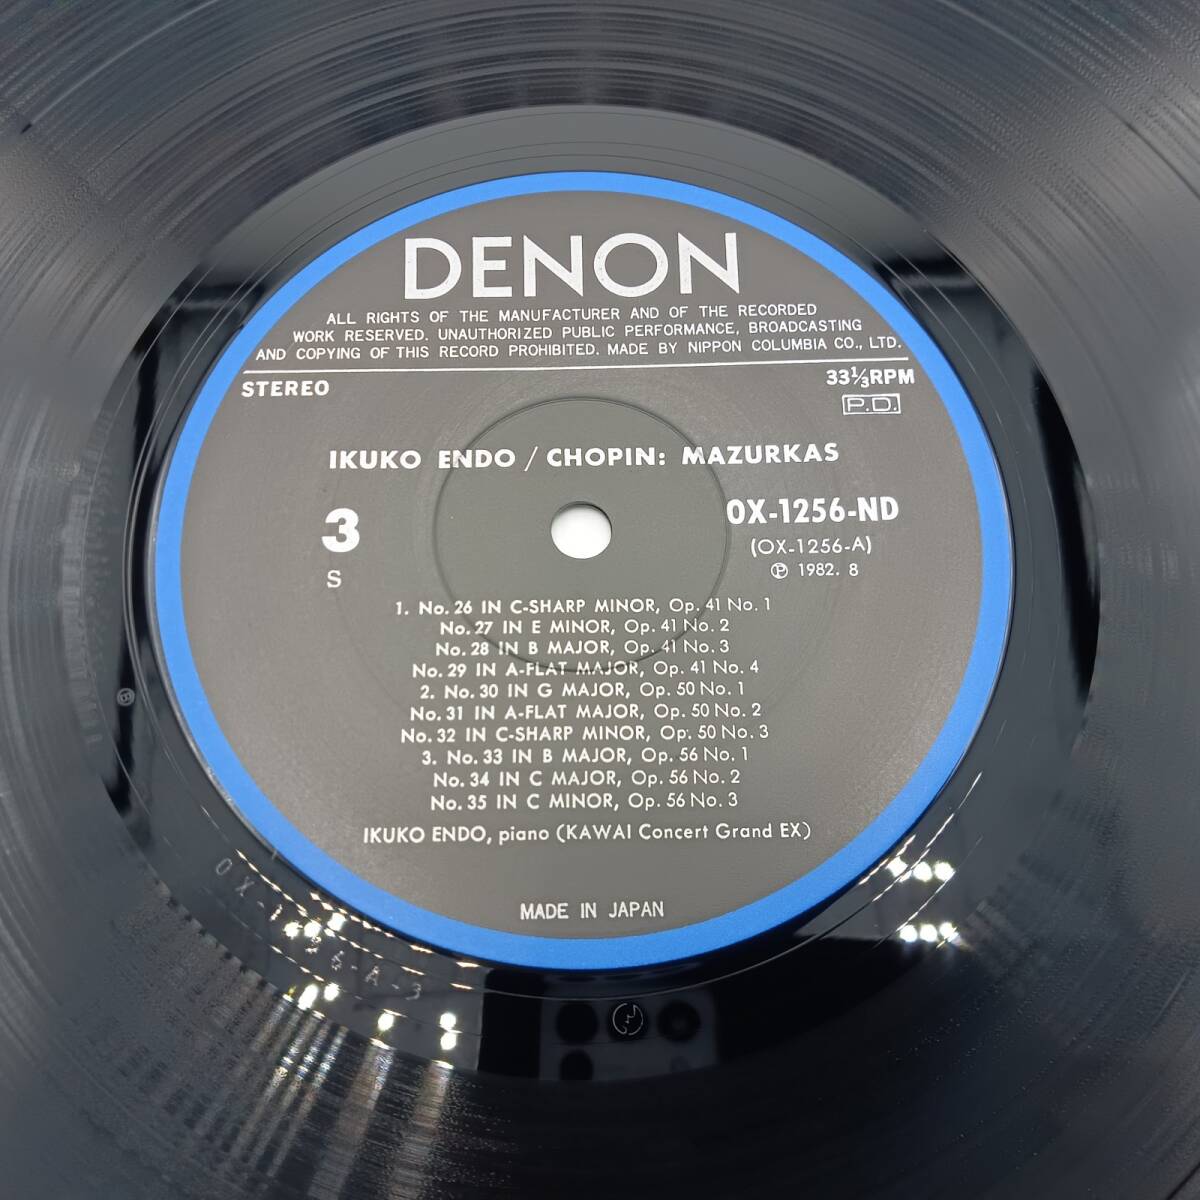 DENON
ALL RIGHTS OF THE MANUFACTURER AND OF THE RECORDED
WORK RESERVED. UNAUTHORIZED PUBLIC PERFORMANCE, BROADCASTING
AND COPYING OF THIS RECORD PROHIBITED. MADE BY NIPPON COLUMBIA CO., LTD.
STEREO
33⅓RPM
P.D.
IKUKO ENDO / CHOPIN: MAZURKAS
3
S
OX-1256-ND
(OX-1256-A)
℗ 1982. 8
1. No. 26 IN C-SHARP MINOR, Op. 41 No. 1
No. 27 IN E MINOR, Op. 41 No. 2
No. 28 IN B MAJOR, Op. 41 No. 3
No. 29 IN A-FLAT MAJOR, Op. 41 No. 4
2. No. 30 IN G MAJOR, Op. 50 No. 1
No. 31 IN A-FLAT MAJOR, Op. 50 No. 2
No. 32 IN C-SHARP MINOR, Op. 50 No. 3
3. No. 33 IN B MAJOR, Op. 56 No. 1
No. 34 IN C MAJOR, Op. 56 No. 2
No. 35 IN C MINOR, Op. 56 No. 3
IKUKO ENDO, piano (KAWAI Concert Grand EX)
MADE IN JAPAN
OX-1256-A-3